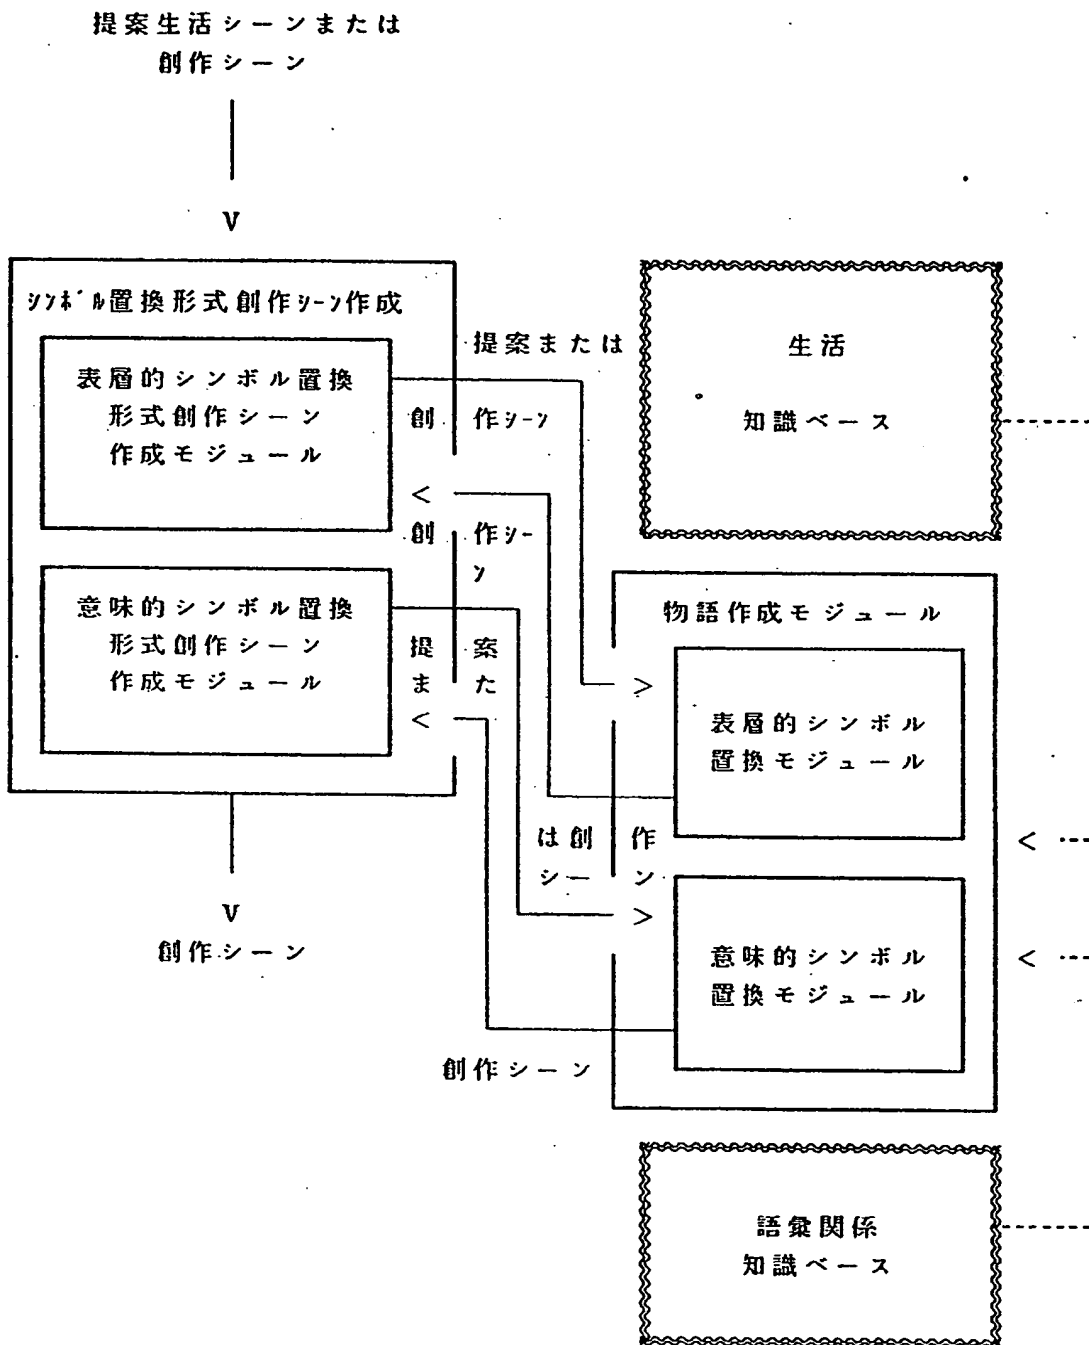 提案生活シーンまたは
創作シーン
V
シンボル置換形式創作シーン作成
表層的シンボル置換
形式創作シーン
作成モジュール
提案または
創作シーン
<
創作シー
ン
意味的シンボル置換
形式創作シーン
作成モジュール
提案
また
<
は創作
シーン
>
V
創作シーン
創作シーン
生活
知識ベース
物語作成モジュール
>
表層的シンボル
置換モジュール
<
意味的シンボル
置換モジュール
<
語彙関係
知識ベース